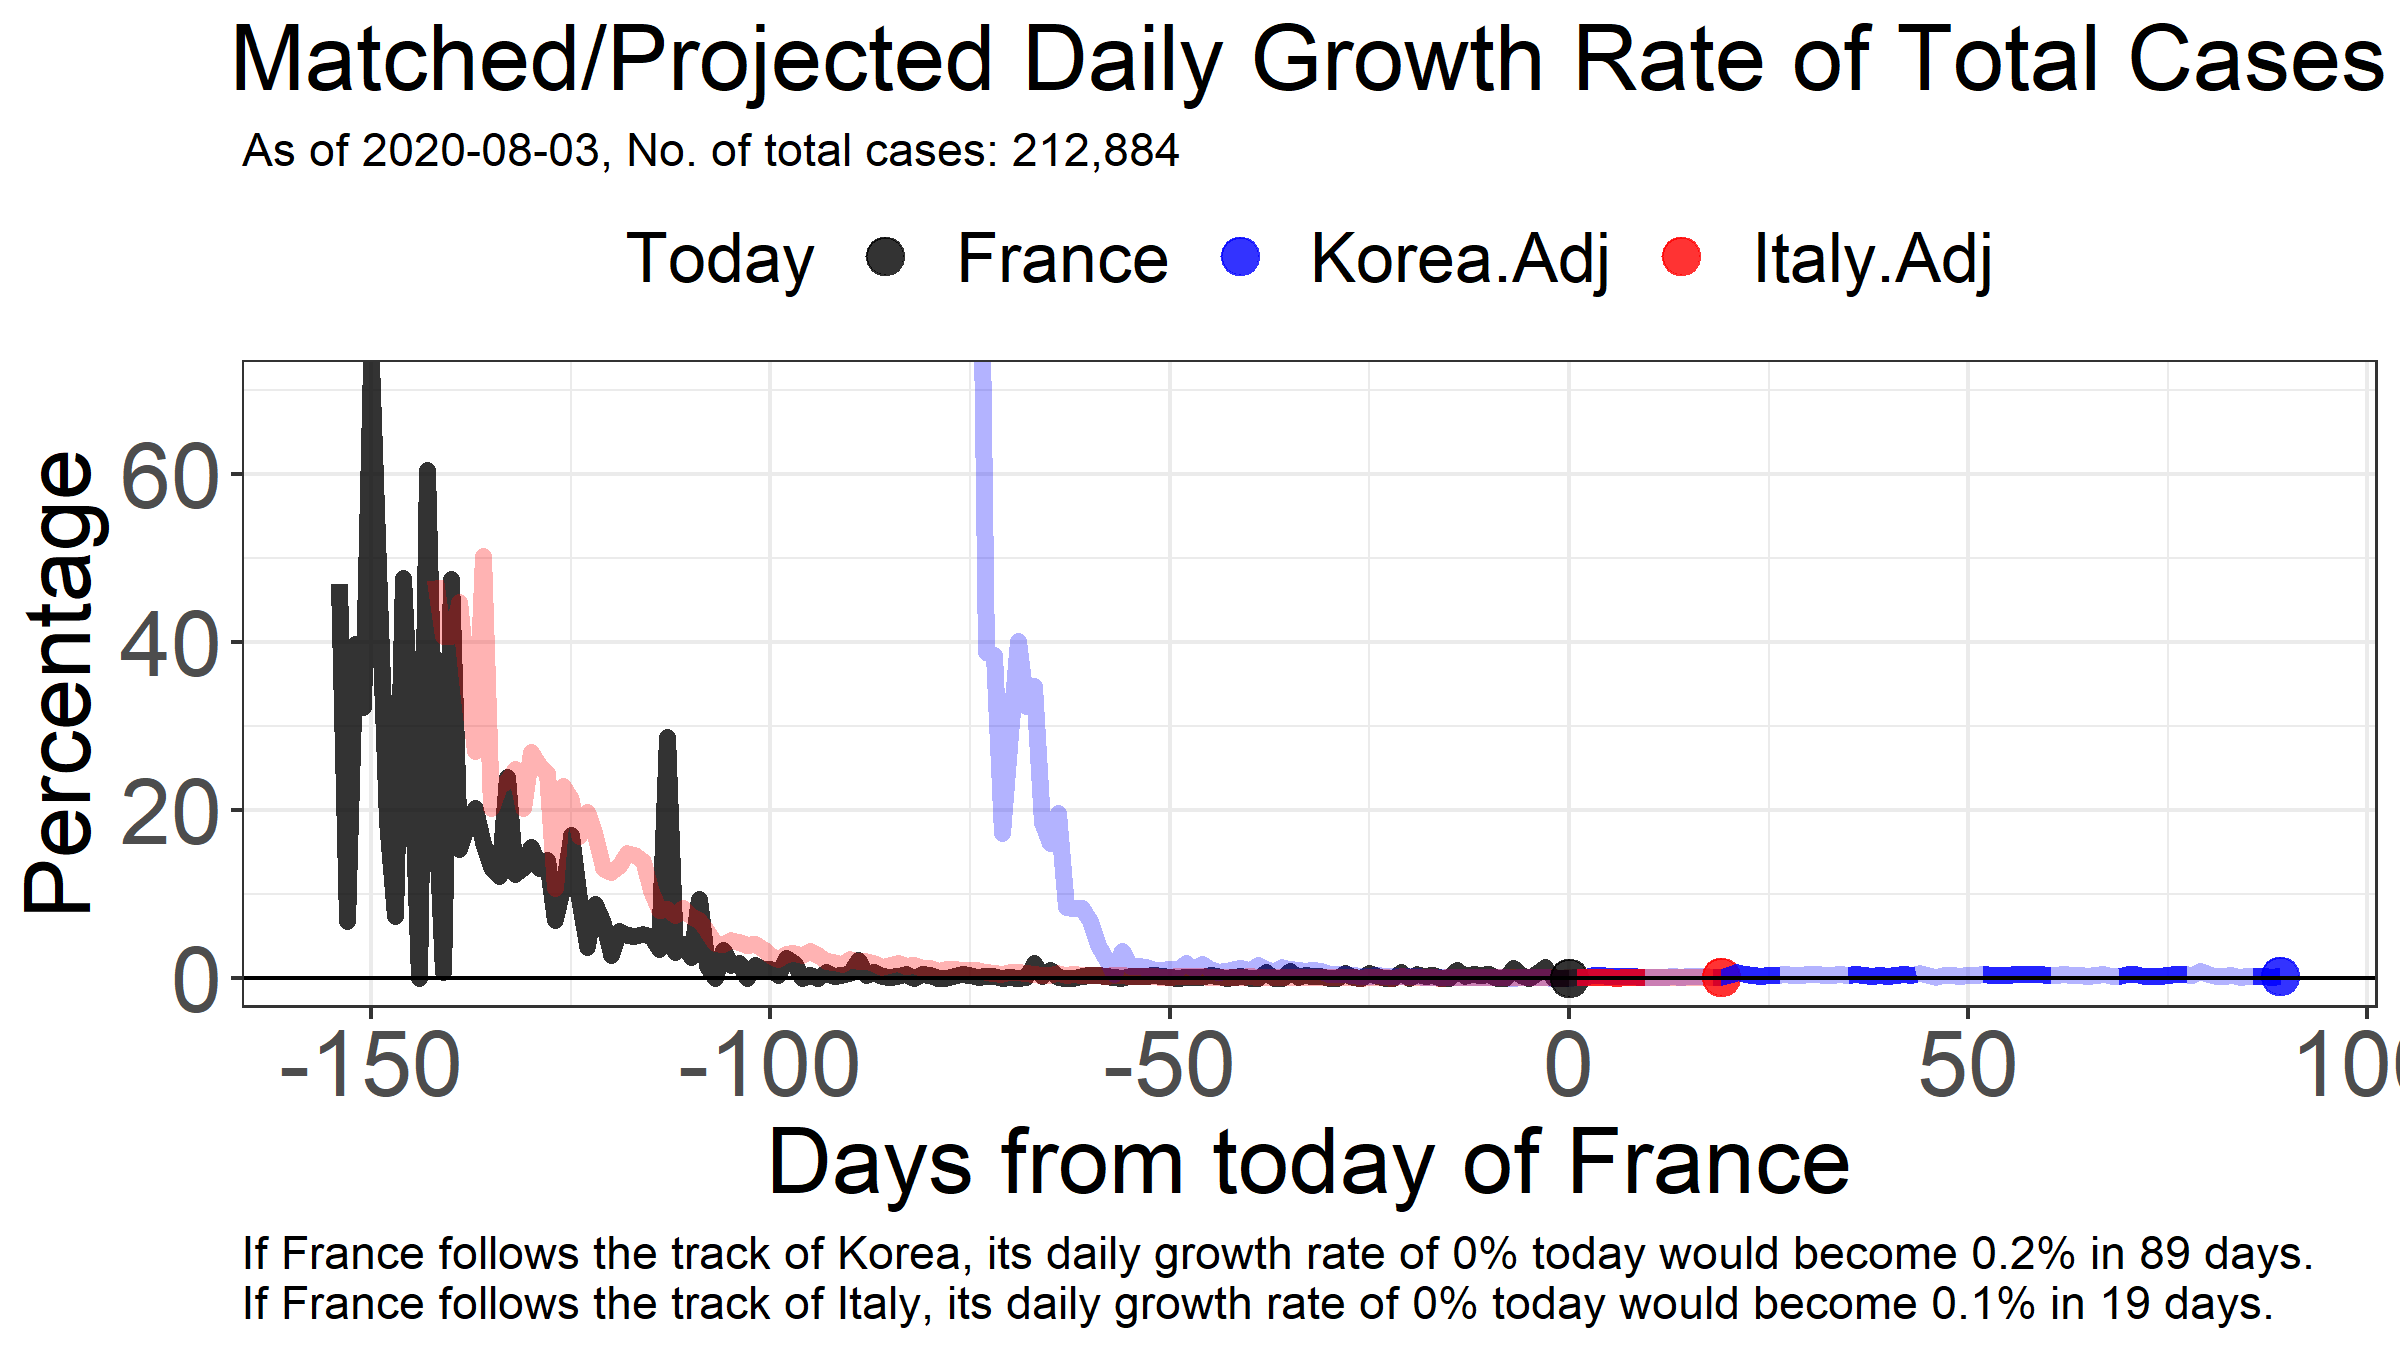 Matched/Projected Daily Growth Rate of Total Cases
As of 2020-08-03, No. of total cases: 212,884
Today France Korea.Adj Italy.Adj
Percentage
60
40
20
0
-150 -100 -50 0 50 100
Days from today of France
If France follows the track of Korea, its daily growth rate of 0% today would become 0.2% in 89 days.
If France follows the track of Italy, its daily growth rate of 0% today would become 0.1% in 19 days.